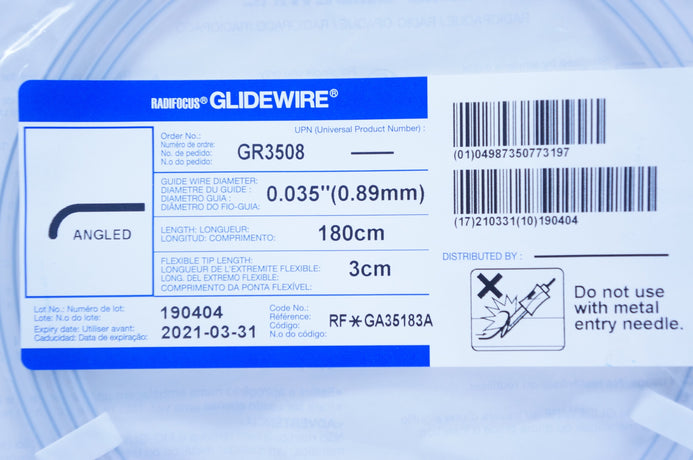 RADIFOCUS® GLIDEWIRE®
ANGLED
Order No.:
Numéro de ordre:
No. de pedido:
N.o do pedido:
GR3508
UPN (Universal Product Number) :
GUIDE WIRE DIAMETER:
DIAMETRE DU GUIDE :
DIAMETRO GUIA :
DIÂMETRO DO FIO-GUIA:
0.035"(0.89mm)
LENGTH: LONGUEUR:
LONGITUD: COMPRIMENTO:
180cm
FLEXIBLE TIP LENGTH:
LONGUEUR DE L'EXTREMITE FLEXIBLE:
LONG. DEL EXTREMO FLEXIBLE:
COMPRIMENTO DA PONTA FLEXÍVEL:
3cm
Lot No.: Numéro de lot:
Lote: N.o do lote:
190404
Expiry date: Utiliser avant:
Caducidad: Data de expiração:
2021-03-31
Code No.:
Référence:
Código:
N.o do código:
RF*GA35183A
(01)04987350773197
(17)210331(10)190404
DISTRIBUTED BY :
Do not use
with metal
entry needle.